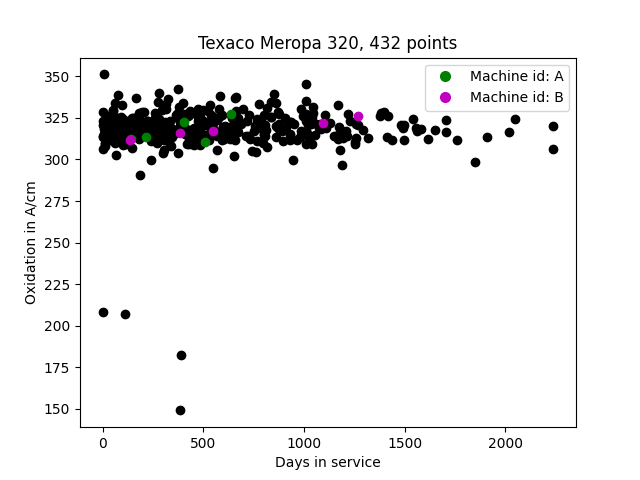 Texaco Meropa 320, 432 points
Machine id: A
Machine id: B
350
325
300
275
250
225
200
175
150
Oxidation in A/cm
0
500
1000
1500
2000
Days in service